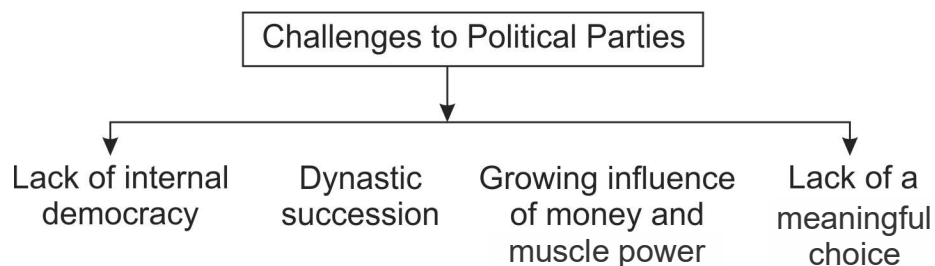 Challenges to Political Parties
Lack of internal
democracy
Dynastic
succession
Growing influence
of money and
muscle power
Lack of a
meaningful
choice